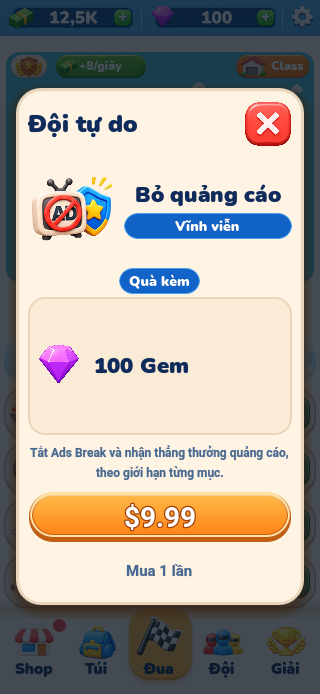 12,5K
100
+8/giây
Class
Đội tự do
AD
Bỏ quảng cáo
Vĩnh viễn
Quà kèm
100 Gem
Tắt Ads Break và nhận thẳng thưởng quảng cáo,
theo giới hạn từng mục.
$9.99
Mua 1 lần
Shop
Túi
Đua
Đội
Giải